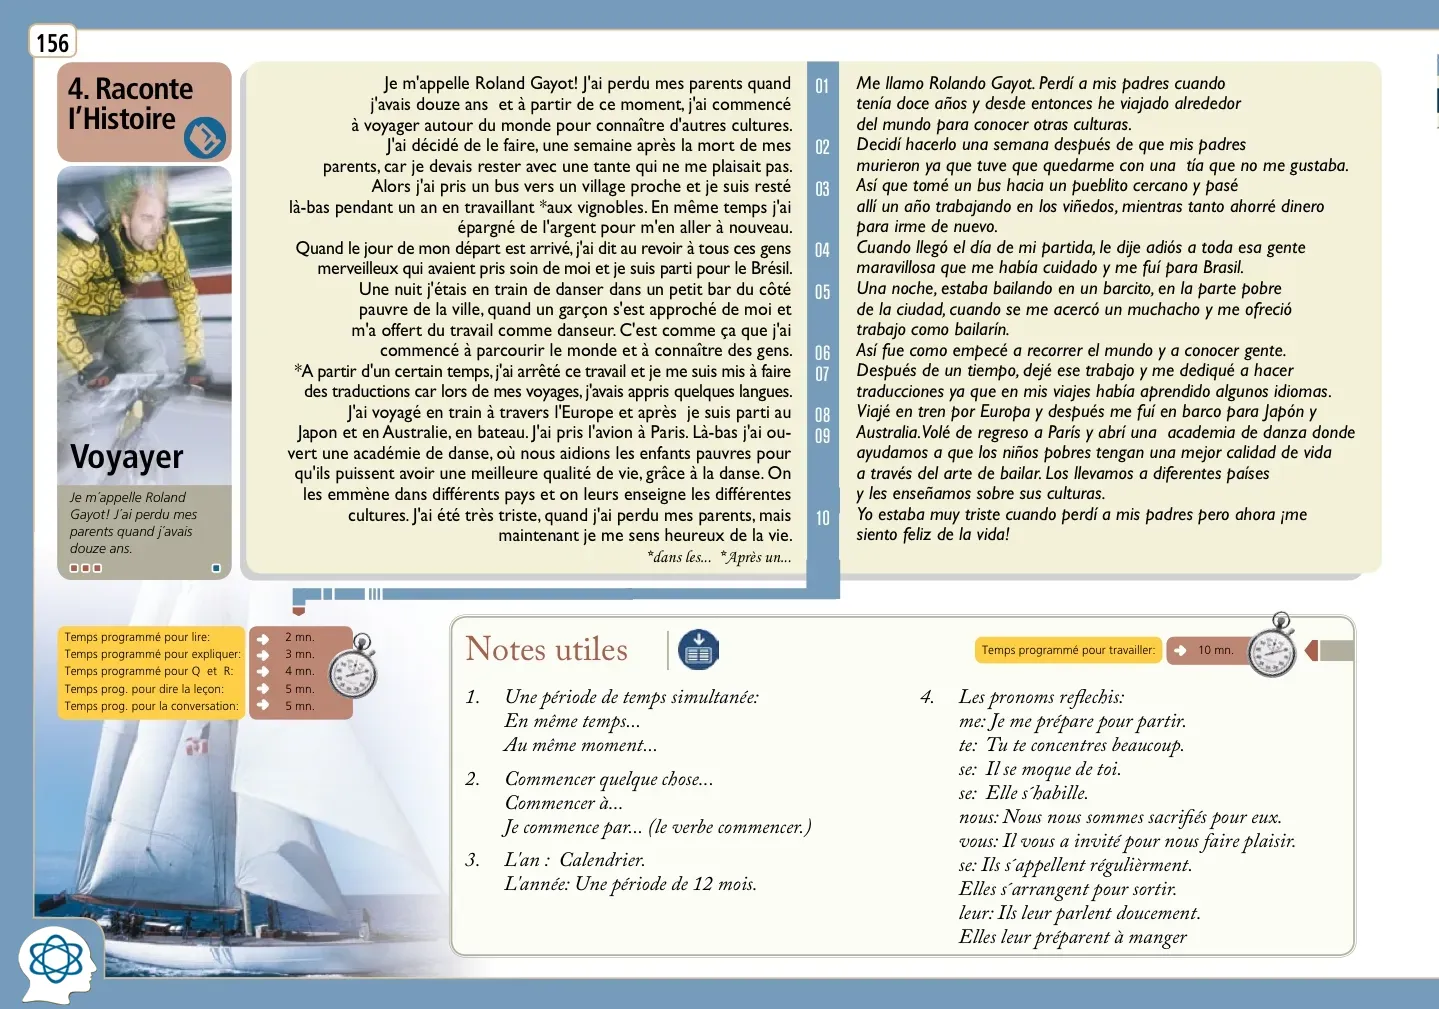 156
4. Raconte
l’Histoire
Voyayer
Je m´appelle Roland
Gayot! J´ai perdu mes
parents quand j´avais
douze ans.
Je m'appelle Roland Gayot! J'ai perdu mes parents quand
j'avais douze ans et à partir de ce moment, j'ai commencé
à voyager autour du monde pour connaître d'autres cultures.
J'ai décidé de le faire, une semaine après la mort de mes
parents, car je devais rester avec une tante qui ne me plaisait pas.
Alors j'ai pris un bus vers un village proche et je suis resté
là-bas pendant un an en travaillant *aux vignobles. En même temps j'ai
épargné de l'argent pour m'en aller à nouveau.
Quand le jour de mon départ est arrivé, j'ai dit au revoir à tous ces gens
merveilleux qui avaient pris soin de moi et je suis parti pour le Brésil.
Une nuit j'étais en train de danser dans un petit bar du côté
pauvre de la ville, quand un garçon s'est approché de moi et
m'a offert du travail comme danseur. C'est comme ça que j'ai
commencé à parcourir le monde et à connaître des gens.
*A partir d'un certain temps, j'ai arrêté ce travail et je me suis mis à faire
des traductions car lors de mes voyages, j'avais appris quelques langues.
J'ai voyagé en train à travers l'Europe et après je suis parti au
Japon et en Australie, en bateau. J'ai pris l'avion à Paris. Là-bas j'ai ou-
vert une académie de danse, où nous aidions les enfants pauvres pour
qu'ils puissent avoir une meilleure qualité de vie, grâce à la danse. On
les emmène dans différents pays et on leurs enseigne les différentes
cultures. J'ai été très triste, quand j'ai perdu mes parents, mais
maintenant je me sens heureux de la vie.
*dans les... *Après un...
01
02
03
04
05
06
07
08
09
10
Me llamo Rolando Gayot. Perdí a mis padres cuando
tenía doce años y desde entonces he viajado alrededor
del mundo para conocer otras culturas.
Decidí hacerlo una semana después de que mis padres
murieron ya que tuve que quedarme con una tía que no me gustaba.
Así que tomé un bus hacia un pueblito cercano y pasé
allí un año trabajando en los viñedos, mientras tanto ahorré dinero
para irme de nuevo.
Cuando llegó el día de mi partida, le dije adiós a toda esa gente
maravillosa que me había cuidado y me fuí para Brasil.
Una noche, estaba bailando en un barcito, en la parte pobre
de la ciudad, cuando se me acercó un muchacho y me ofreció
trabajo como bailarín.
Así fue como empecé a recorrer el mundo y a conocer gente.
Después de un tiempo, dejé ese trabajo y me dediqué a hacer
traducciones ya que en mis viajes había aprendido algunos idiomas.
Viajé en tren por Europa y después me fuí en barco para Japón y
Australia. Volé de regreso a París y abrí una academia de danza donde
ayudamos a que los niños pobres tengan una mejor calidad de vida
a través del arte de bailar. Los llevamos a diferentes países
y les enseñamos sobre sus culturas.
Yo estaba muy triste cuando perdí a mis padres pero ahora ¡me
siento feliz de la vida!
Temps programmé pour lire: 2 mn.
Temps programmé pour expliquer: 3 mn.
Temps programmé pour Q et R: 4 mn.
Temps prog. pour dire la leçon: 5 mn.
Temps prog. pour la conversation: 5 mn.
Notes utiles
Temps programmé pour travailler: 10 mn.
1. Une période de temps simultanée:
En même temps...
Au même moment...
2. Commencer quelque chose...
Commencer à...
Je commence par... (le verbe commencer.)
3. L'an : Calendrier.
L'année: Une période de 12 mois.
4. Les pronoms reflechis:
me: Je me prépare pour partir.
te: Tu te concentres beaucoup.
se: Il se moque de toi.
se: Elle s´habille.
nous: Nous nous sommes sacrifiés pour eux.
vous: Il vous a invité pour nous faire plaisir.
se: Ils s´appellent régulièrment.
Elles s´arrangent pour sortir.
leur: Ils leur parlent doucement.
Elles leur préparent à manger